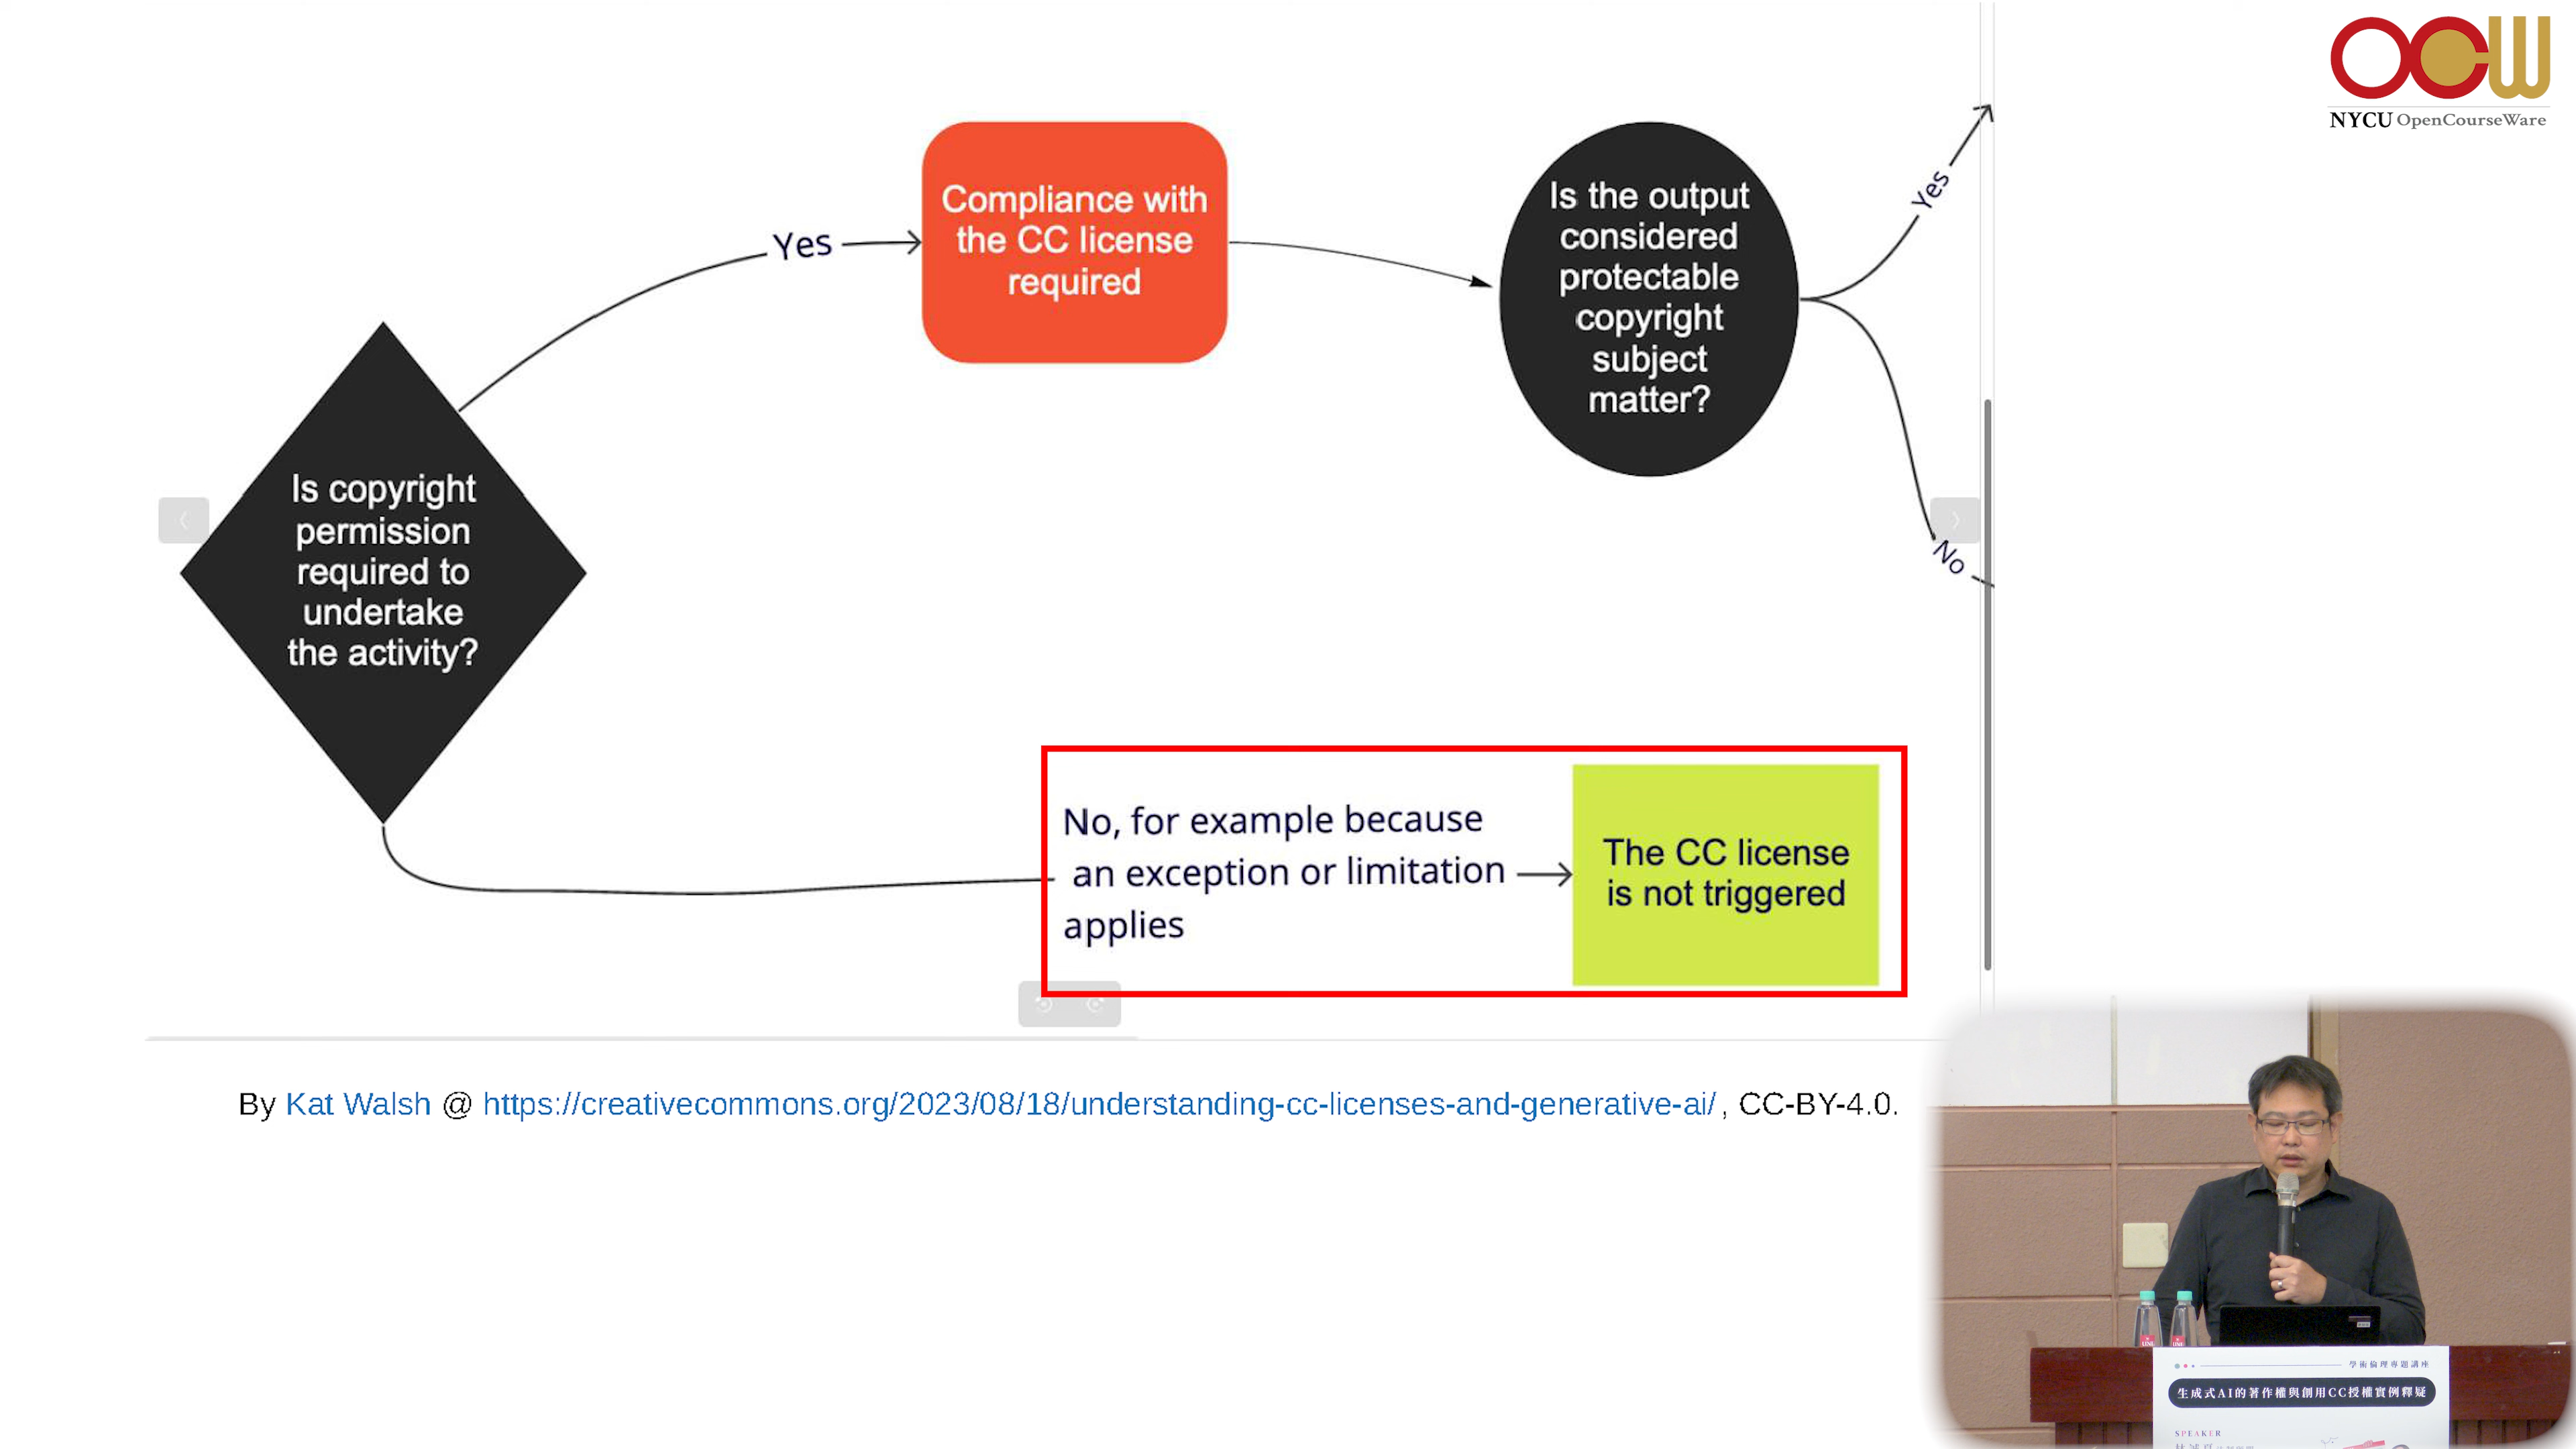 OCW
NYCU OpenCourseWare
Yes
Compliance with
the CC license
required
Is the output
considered
protectable
copyright
subject
matter?
Yes
No
Is copyright
permission
required to
undertake
the activity?
No, for example because
an exception or limitation
applies
The CC license
is not triggered
By Kat Walsh @ https://creativecommons.org/2023/08/18/understanding-cc-licenses-and-generative-ai/, CC-BY-4.0.
學術倫理專題講座
生成式AI的著作權與創用CC授權實例釋疑
SPEAKER